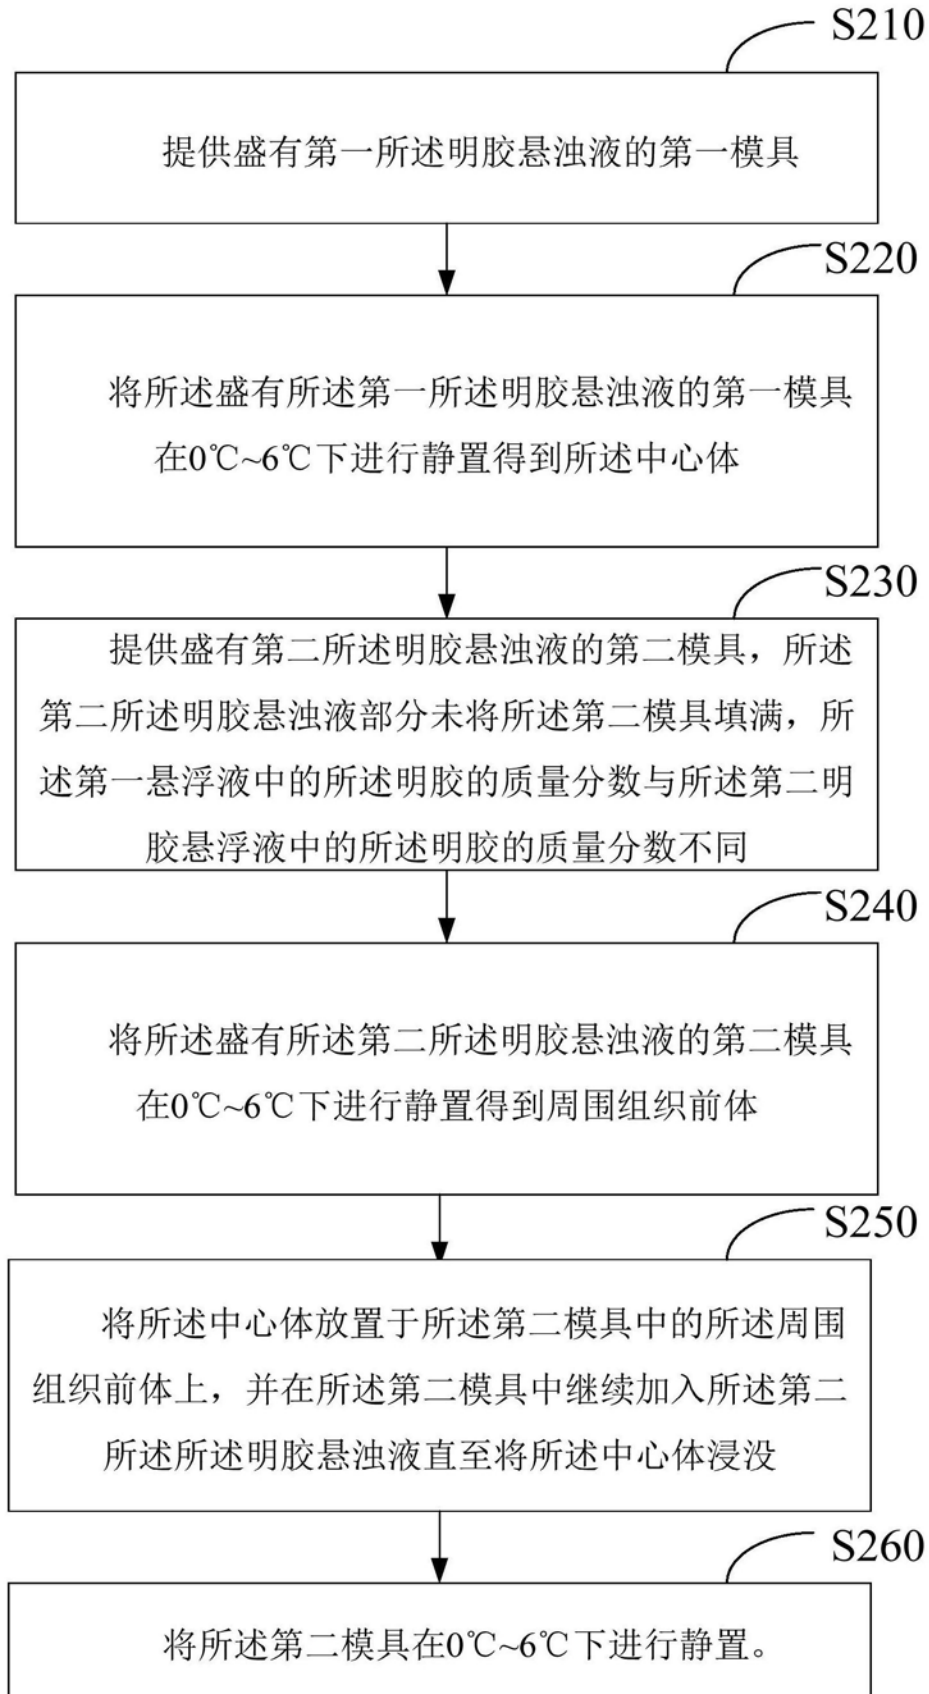 S210
提供盛有第一所述明胶悬浊液的第一模具
S220
将所述盛有所述第一所述明胶悬浊液的第一模具
在0℃~6℃下进行静置得到所述中心体
S230
提供盛有第二所述明胶悬浊液的第二模具，所述
第二所述明胶悬浊液部分未将所述第二模具填满，所
述第一悬浮液中的所述明胶的质量分数与所述第二明
胶悬浮液中的所述明胶的质量分数不同
S240
将所述盛有所述第二所述明胶悬浊液的第二模具
在0℃~6℃下进行静置得到周围组织前体
S250
将所述中心体放置于所述第二模具中的所述周围
组织前体上，并在所述第二模具中继续加入所述第二
所述所述明胶悬浊液直至将所述中心体浸没
S260
将所述第二模具在0℃~6℃下进行静置。